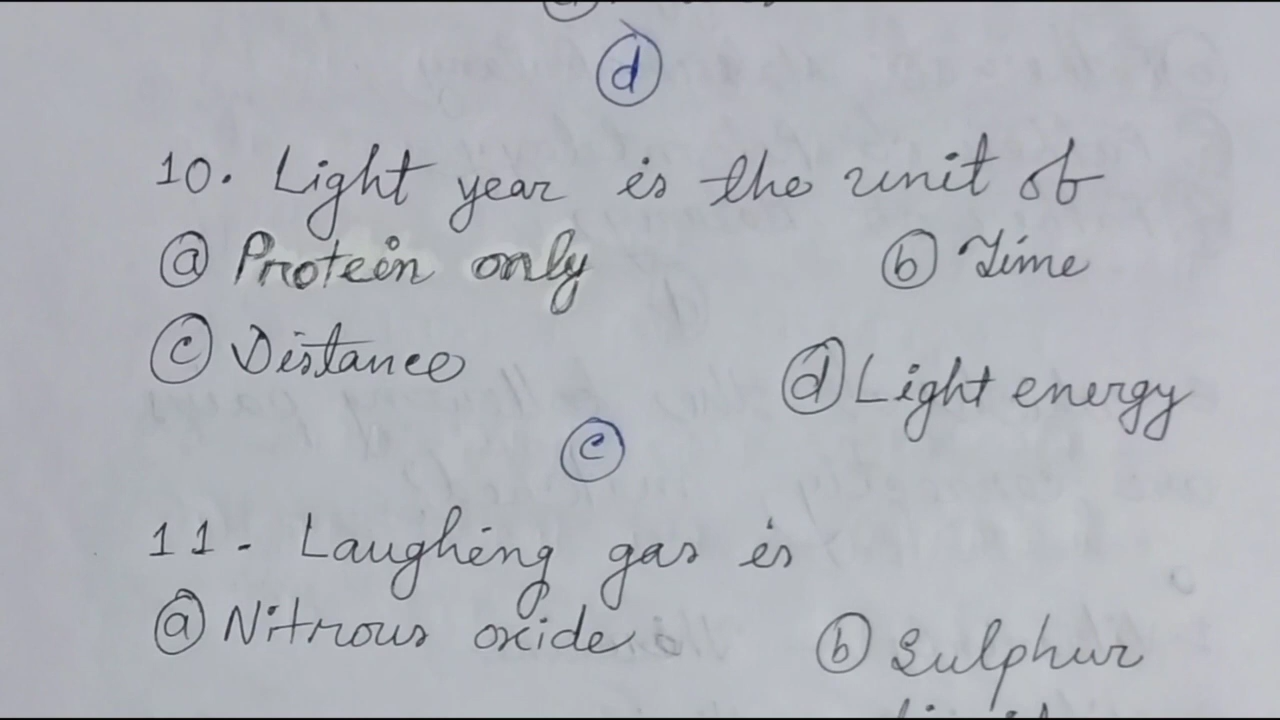 ⓓ
10. Light year is the unit of
ⓐ Protein only ⓑ Time
ⓒ Distance ⓓ Light energy
ⓒ
11. Laughing gas is
ⓐ Nitrous oxide ⓑ Sulphur